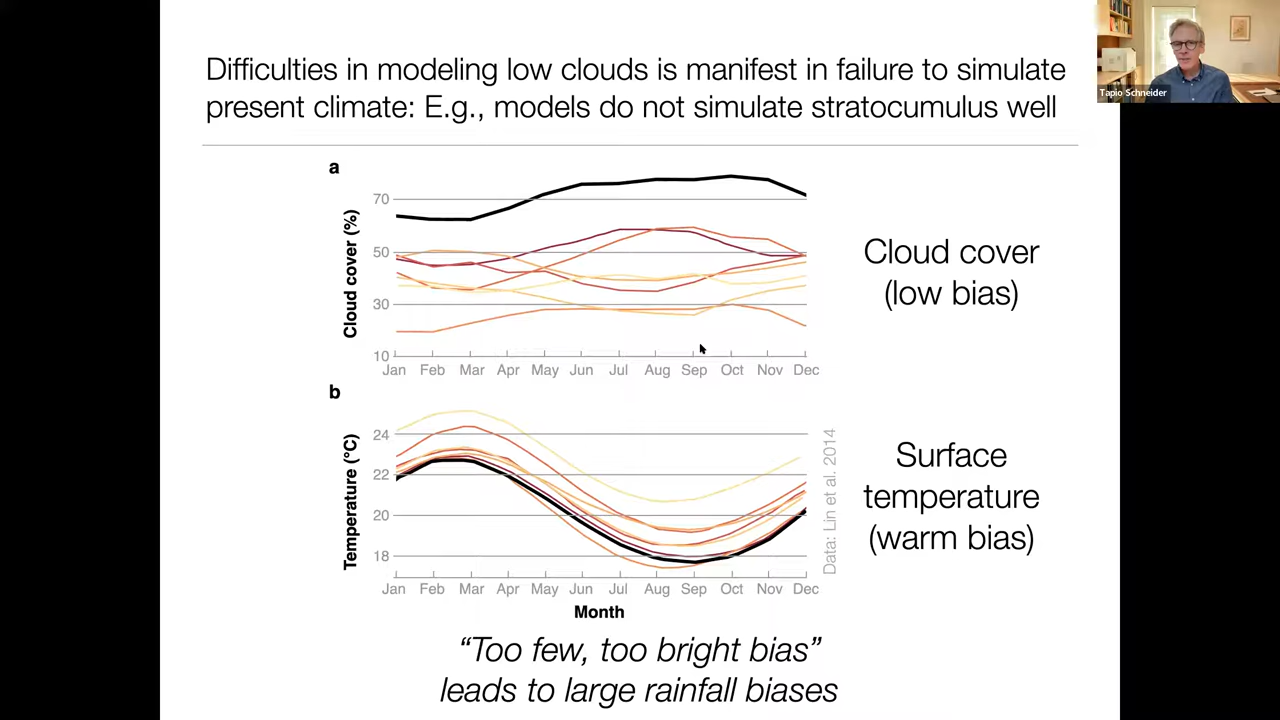 Difficulties in modeling low clouds is manifest in failure to simulate
present climate: E.g., models do not simulate stratocumulus well
Tapio Schneider
a
70
50
30
10
Cloud cover (%)
Jan Feb Mar Apr May Jun Jul Aug Sep Oct Nov Dec
Cloud cover
(low bias)
b
24
22
20
18
Temperature (°C)
Jan Feb Mar Apr May Jun Jul Aug Sep Oct Nov Dec
Month
Data: Lin et al. 2014
Surface
temperature
(warm bias)
“Too few, too bright bias”
leads to large rainfall biases